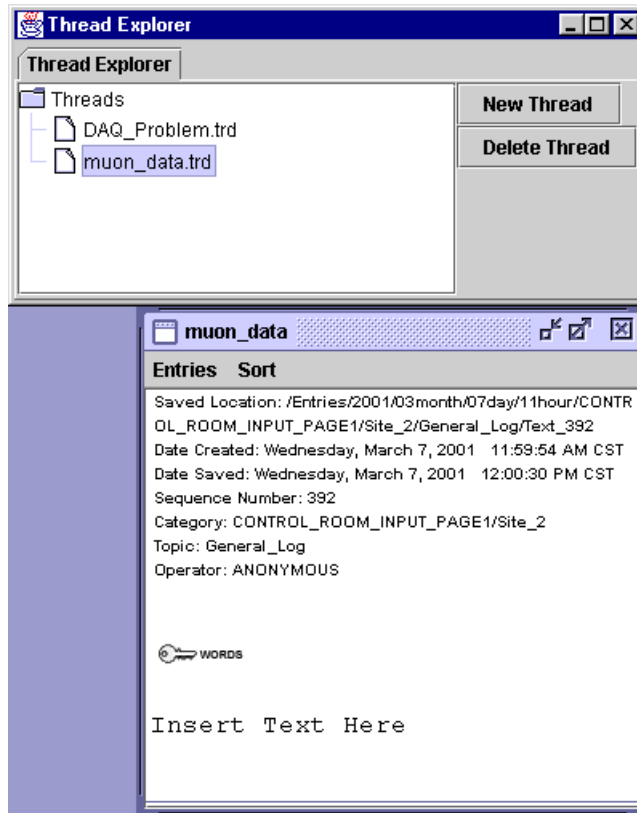 Thread Explorer
Thread Explorer
Threads
DAQ_Problem.trd
muon_data.trd
New Thread
Delete Thread
muon_data
Entries Sort
Saved Location: /Entries/2001/03month/07day/11hour/CONTR
OL_ROOM_INPUT_PAGE1/Site_2/General_Log/Text_392
Date Created: Wednesday, March 7, 2001 11:59:54 AM CST
Date Saved: Wednesday, March 7, 2001 12:00:30 PM CST
Sequence Number: 392
Category: CONTROL_ROOM_INPUT_PAGE1/Site_2
Topic: General_Log
Operator: ANONYMOUS
WORDS
Insert Text Here